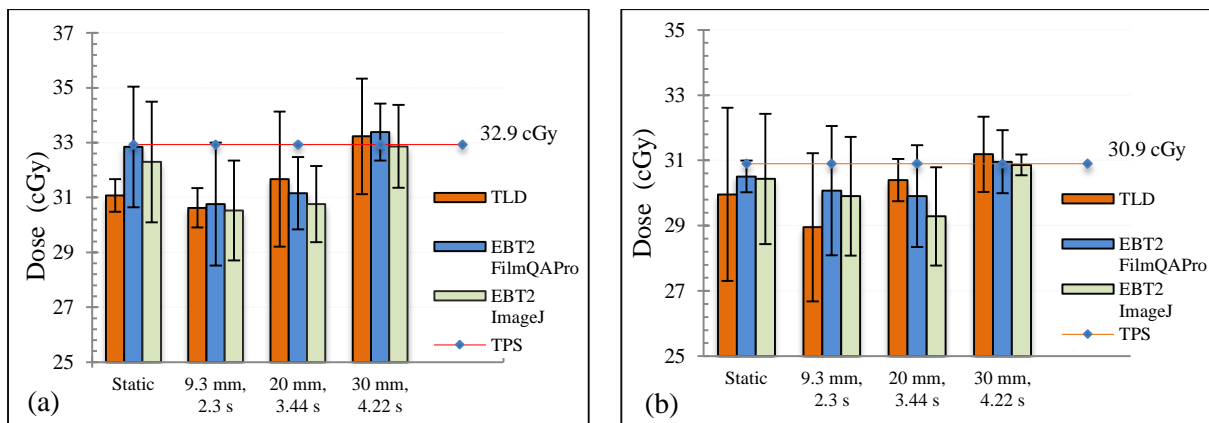 37
35
33
31
29
27
25
Dose (cGy)
32.9 cGy
TLD
EBT2
FilmQAPro
EBT2
ImageJ
TPS
Static
9.3 mm,
2.3 s
20 mm,
3.44 s
30 mm,
4.22 s
(a)
35
33
31
29
27
25
Dose (cGy)
30.9 cGy
TLD
EBT2
FilmQAPro
EBT2
ImageJ
TPS
Static
9.3 mm,
2.3 s
20 mm,
3.44 s
30 mm,
4.22 s
(b)